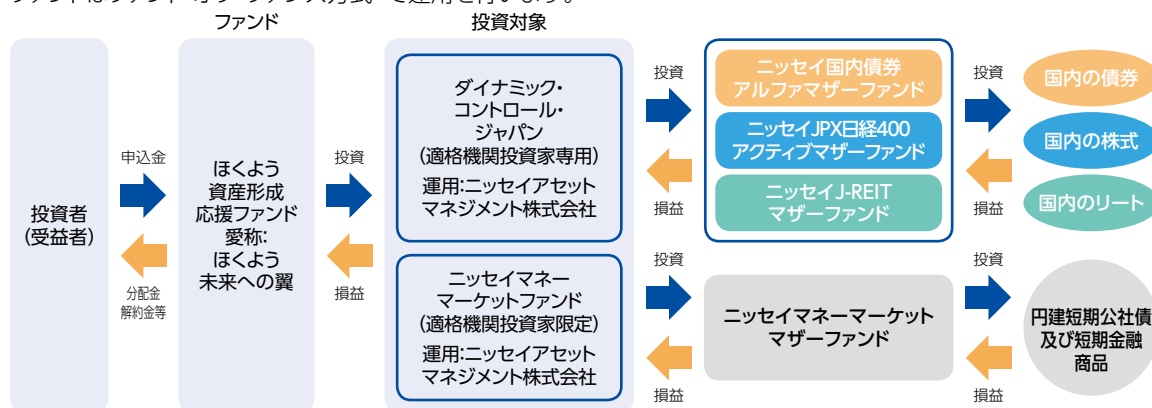 ファンドはファンド・オブ・ファンズ方式 で運用を行います。
ファンド
投資対象
投資者
(受益者)
申込金
分配金
解約金等
ほくよう
資産形成
応援ファンド
愛称:
ほくよう
未来への翼
投資
損益
ダイナミック・
コントロール・
ジャパン
(適格機関投資家専用)
運用:ニッセイアセット
マネジメント株式会社
投資
損益
ニッセイ国内債券
アルファマザーファンド
ニッセイJPX日経400
アクティブマザーファンド
ニッセイJ-REIT
マザーファンド
投資
損益
国内の債券
国内の株式
国内のリート
ニッセイマネー
マーケットファンド
(適格機関投資家限定)
運用:ニッセイアセット
マネジメント株式会社
投資
損益
ニッセイマネーマーケット
マザーファンド
投資
損益
円建短期公社債
及び短期金融
商品